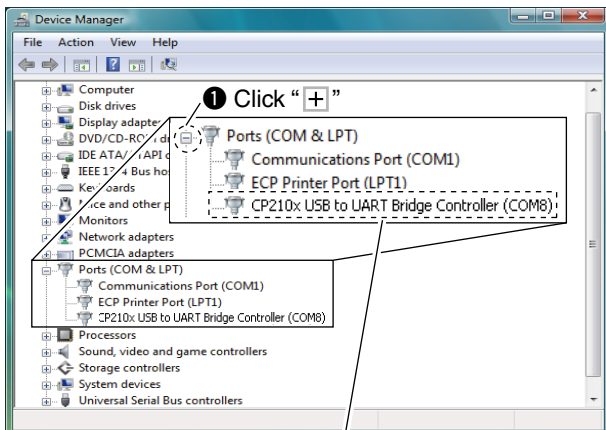 Device Manager
File Action View Help
Computer
Disk drives
Display adapte
DVD/CD-ROM d
IDE ATA/ATAPI c
IEEE 1394 Bus ho
Keyboards
Mice and other p
Monitors
Network adapters
PCMCIA adapters
Ports (COM & LPT)
Communications Port (COM1)
ECP Printer Port (LPT1)
CP210x USB to UART Bridge Controller (COM8)
Processors
Sound, video and game controllers
Storage controllers
System devices
Universal Serial Bus controllers
❶ Click “+”
Ports (COM & LPT)
Communications Port (COM1)
ECP Printer Port (LPT1)
CP210x USB to UART Bridge Controller (COM8)